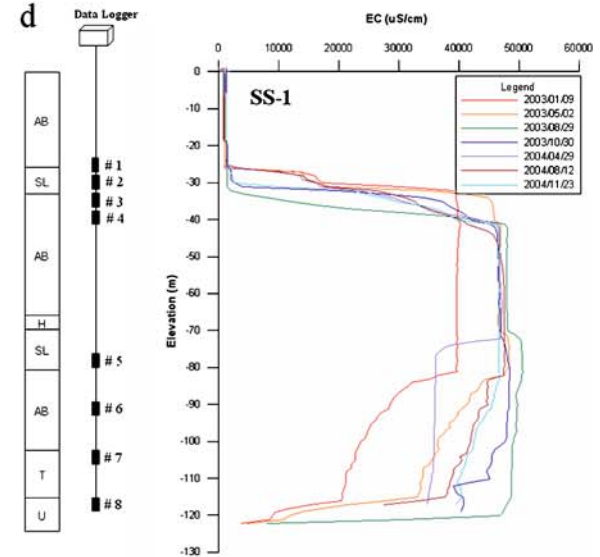 d
Data Logger
AB
SL
AB
H
SL
AB
T
U
# 1
# 2
# 3
# 4
# 5
# 6
# 7
# 8
EC (uS/cm)
0 10000 20000 30000 40000 50000 60000
SS-1
Legend
2003/01/09
2003/05/02
2003/08/29
2003/10/30
2004/04/29
2004/08/12
2004/11/23
Elevation (m)
0
-10
-20
-30
-40
-50
-60
-70
-80
-90
-100
-110
-120
-130